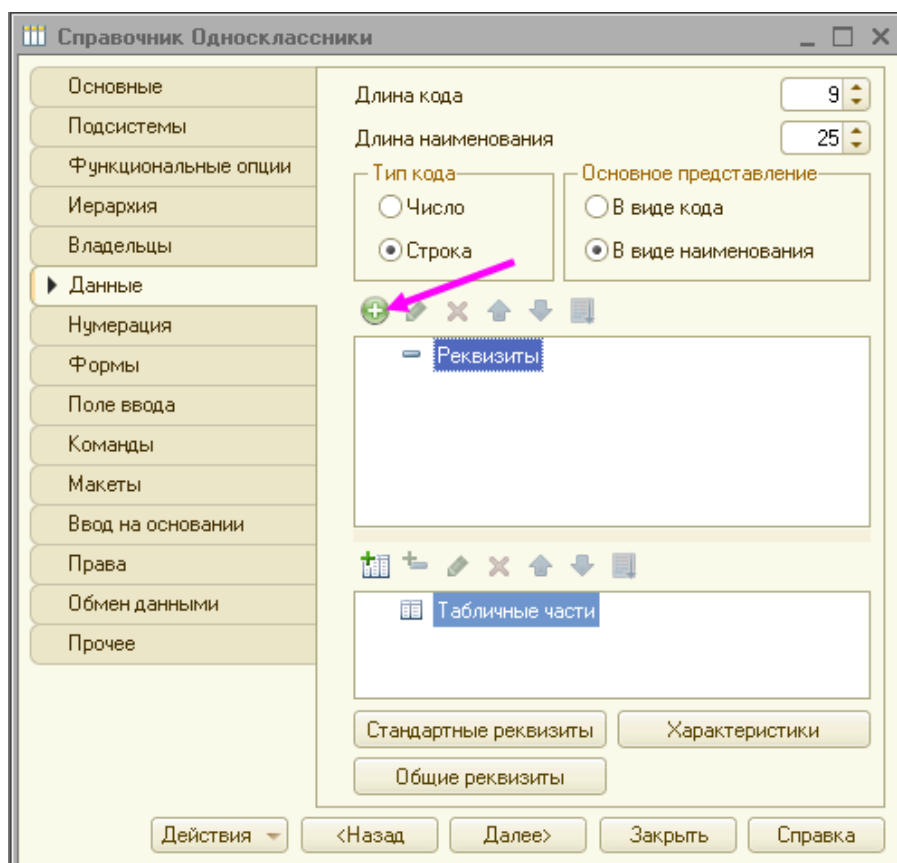 Справочник Односклассники
Основные
Подсистемы
Функциональные опции
Иерархия
Владельцы
Данные
Нумерация
Формы
Поле ввода
Команды
Макеты
Ввод на основании
Права
Обмен данными
Прочее
Длина кода 9
Длина наименования 25
Тип кода
Число
Строка
Основное представление
В виде кода
В виде наименования
Реквизиты
Табличные части
Стандартные реквизиты Характеристики
Общие реквизиты
Действия <Назад Далее> Закрыть Справка